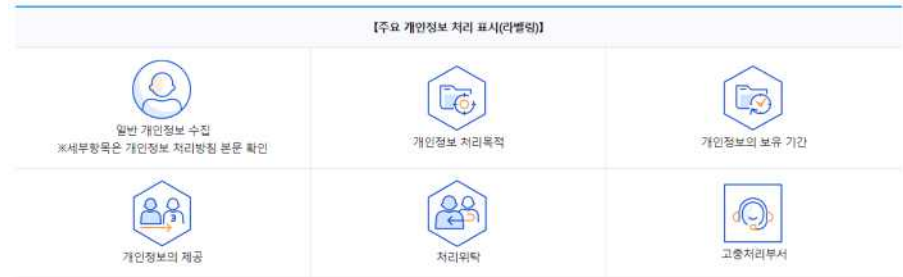 【주요 개인정보 처리 표시(라벨링)】
일반 개인정보 수집
※세부항목은 개인정보 처리방침 본문 확인
개인정보 처리목적
개인정보의 보유 기간
개인정보의 제공
처리위탁
고충처리부서